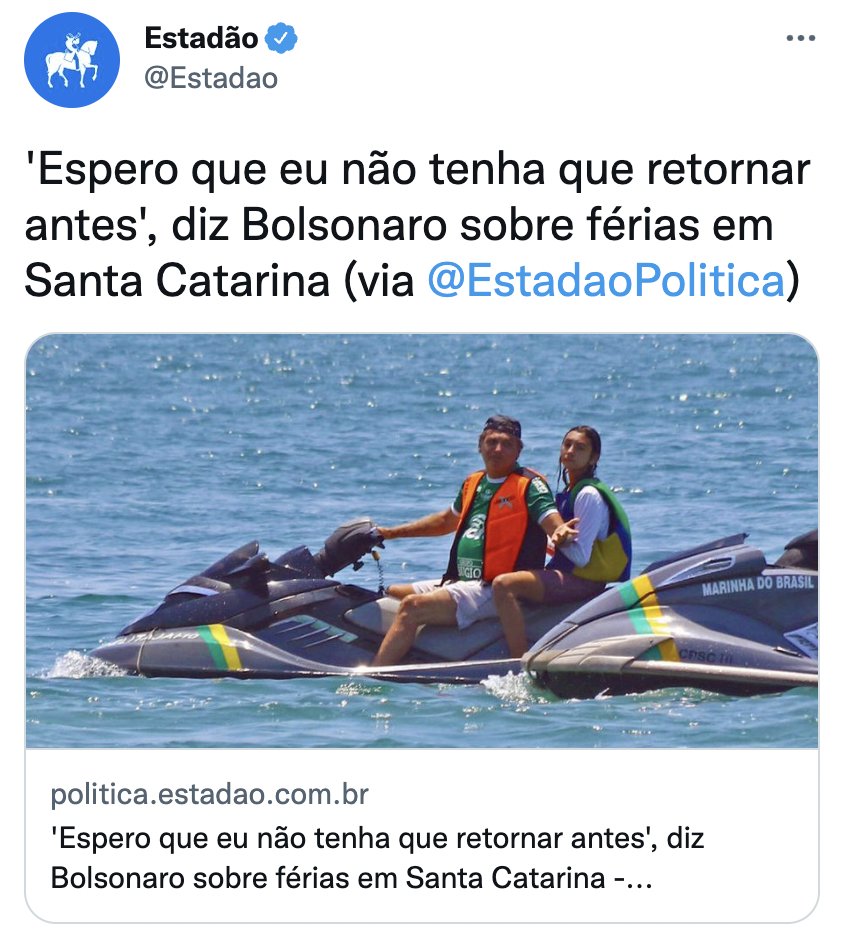 Estadão
@Estadao
'Espero que eu não tenha que retornar
antes', diz Bolsonaro sobre férias em
Santa Catarina (via @EstadaoPolitica)
MARINHA DO BRASIL
politica.estadao.com.br
'Espero que eu não tenha que retornar antes', diz
Bolsonaro sobre férias em Santa Catarina -...